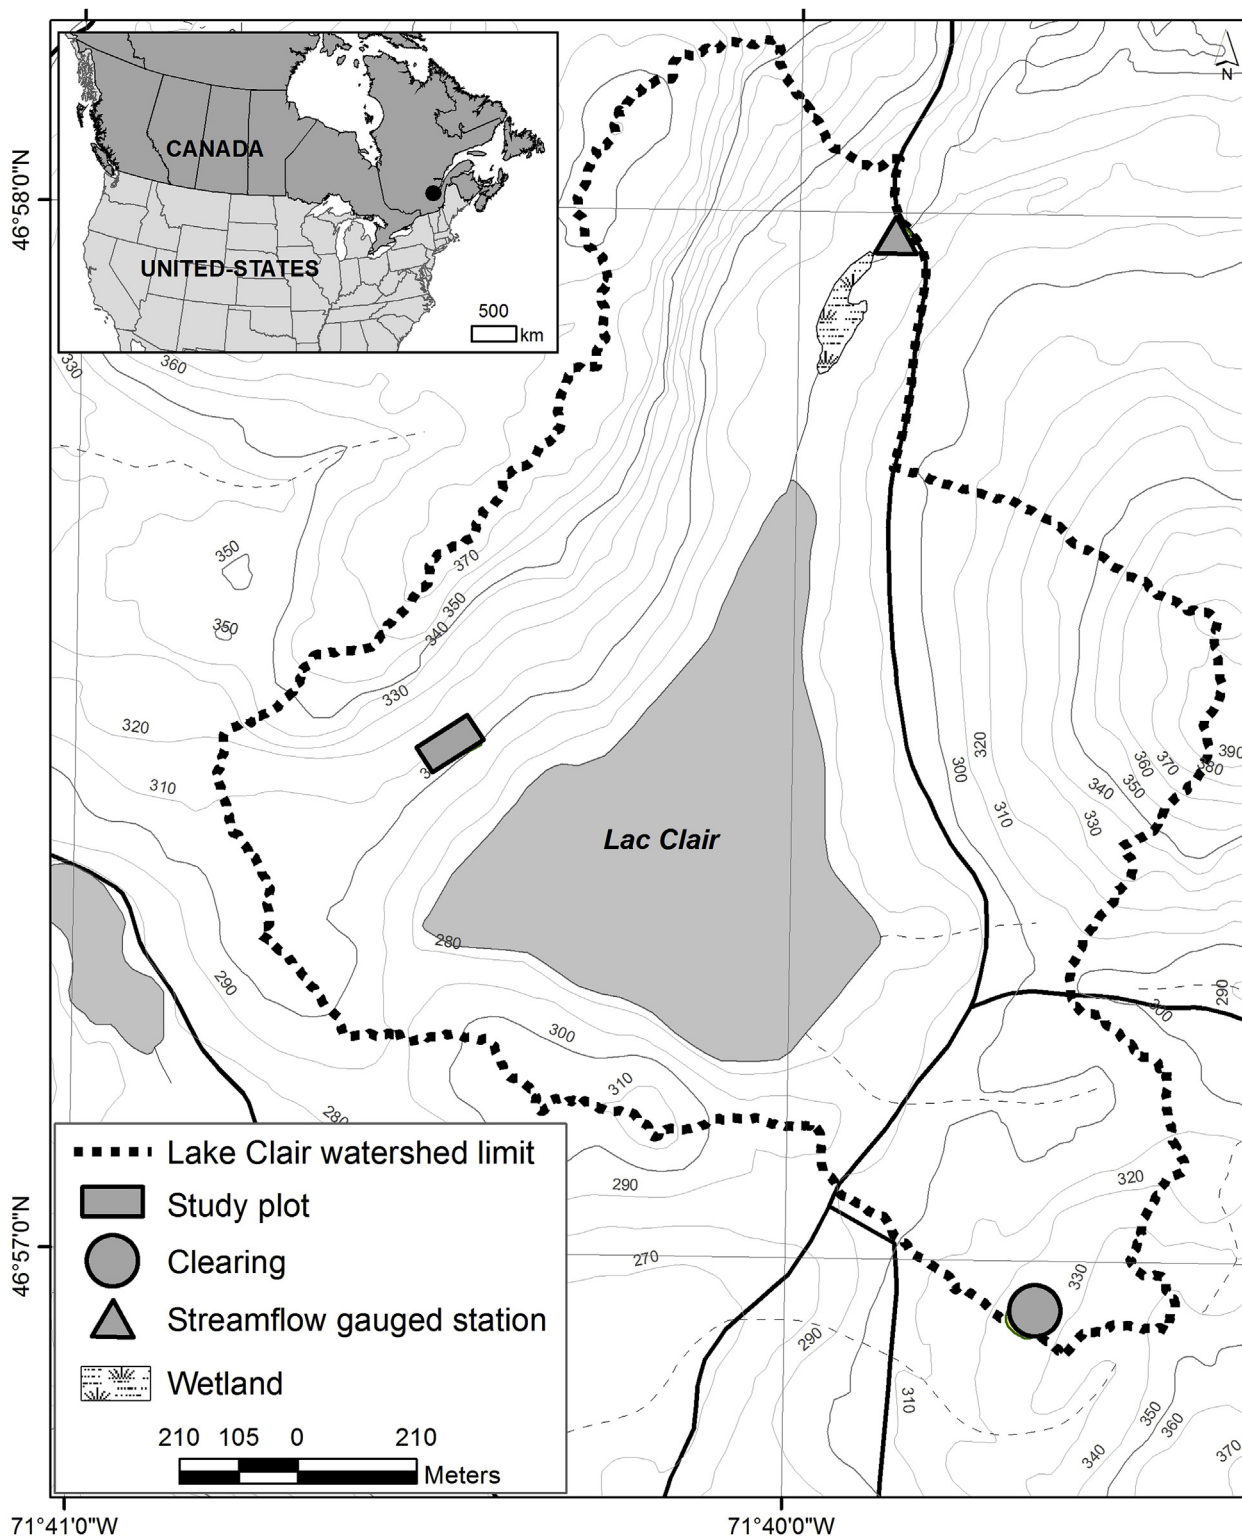 CANADA
UNITED-STATES
500
km
N
46°58'0"N
330
360
350
370
350
340
350
330
320
310
320
300
310
360
370
350
340
330
390
380
Lac Clair
280
290
290
300
300
310
280
290
320
270
330
290
310
350
360
340
370
Lake Clair watershed limit
Study plot
Clearing
Streamflow gauged station
Wetland
210 105 0 210
Meters
46°57'0"N
71°41'0"W
71°40'0"W